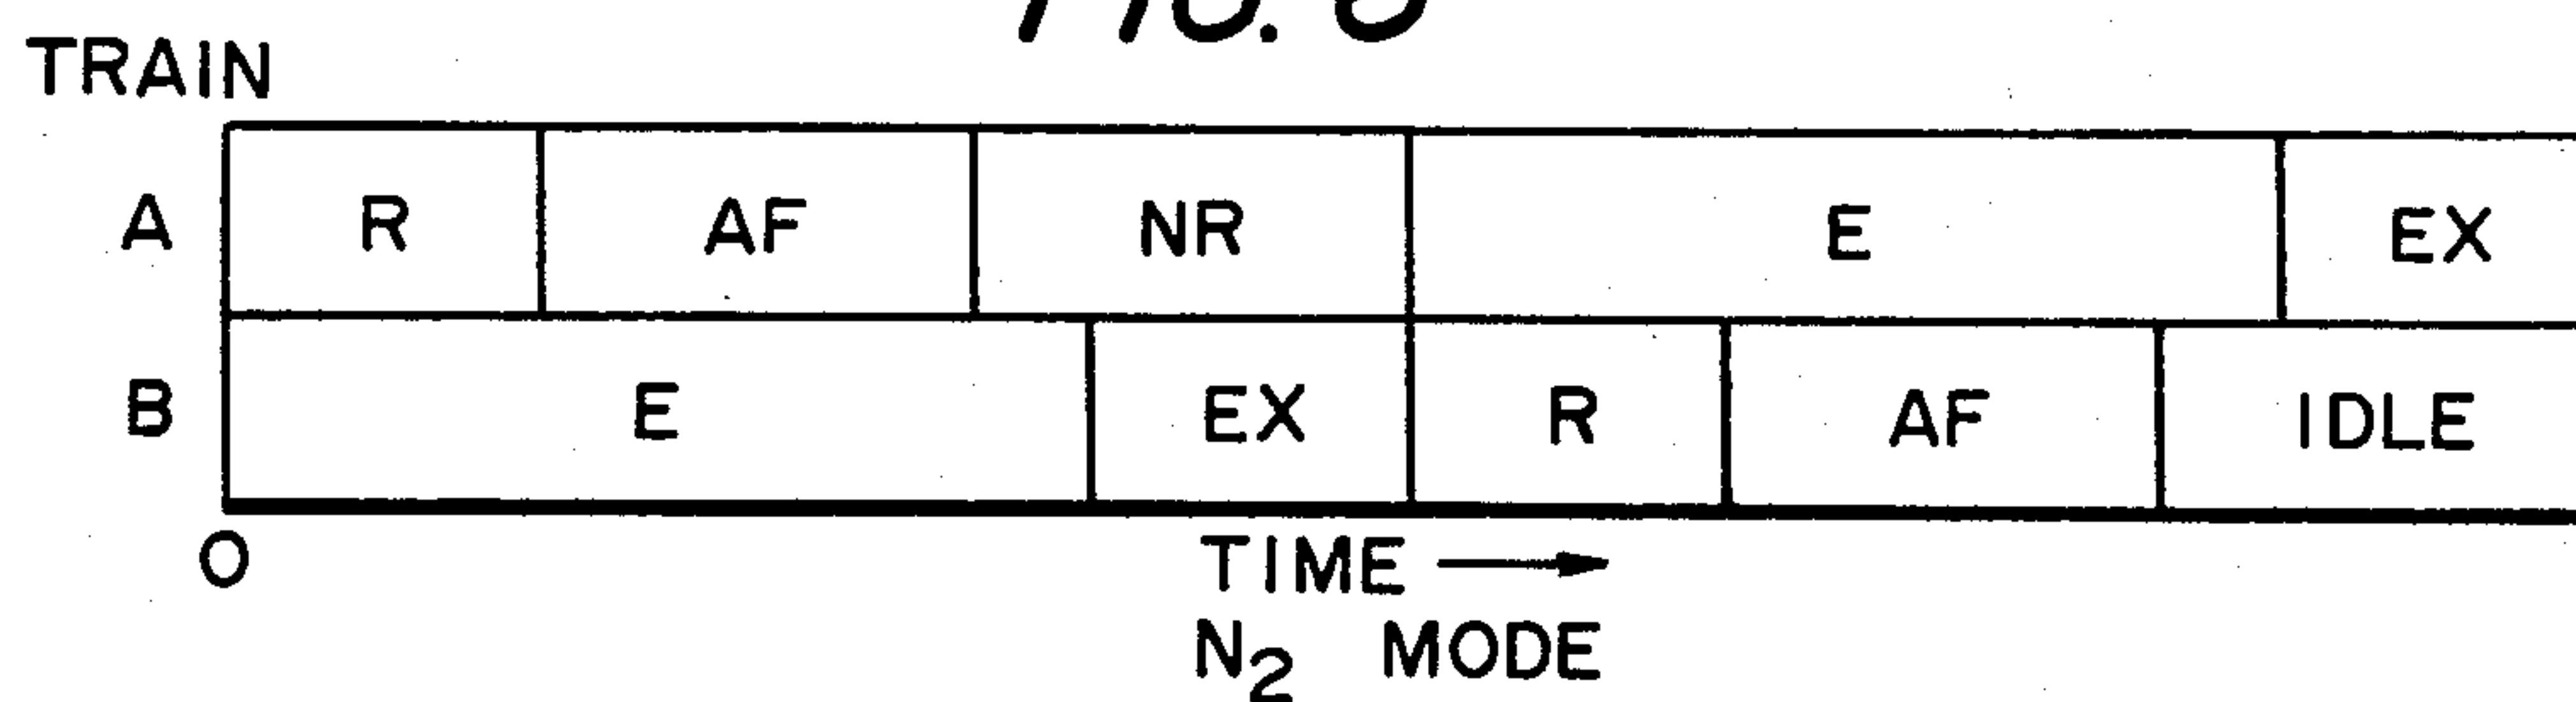 TRAIN
A R AF NR E EX
B E EX R AF IDLE
0
TIME
N₂ MODE